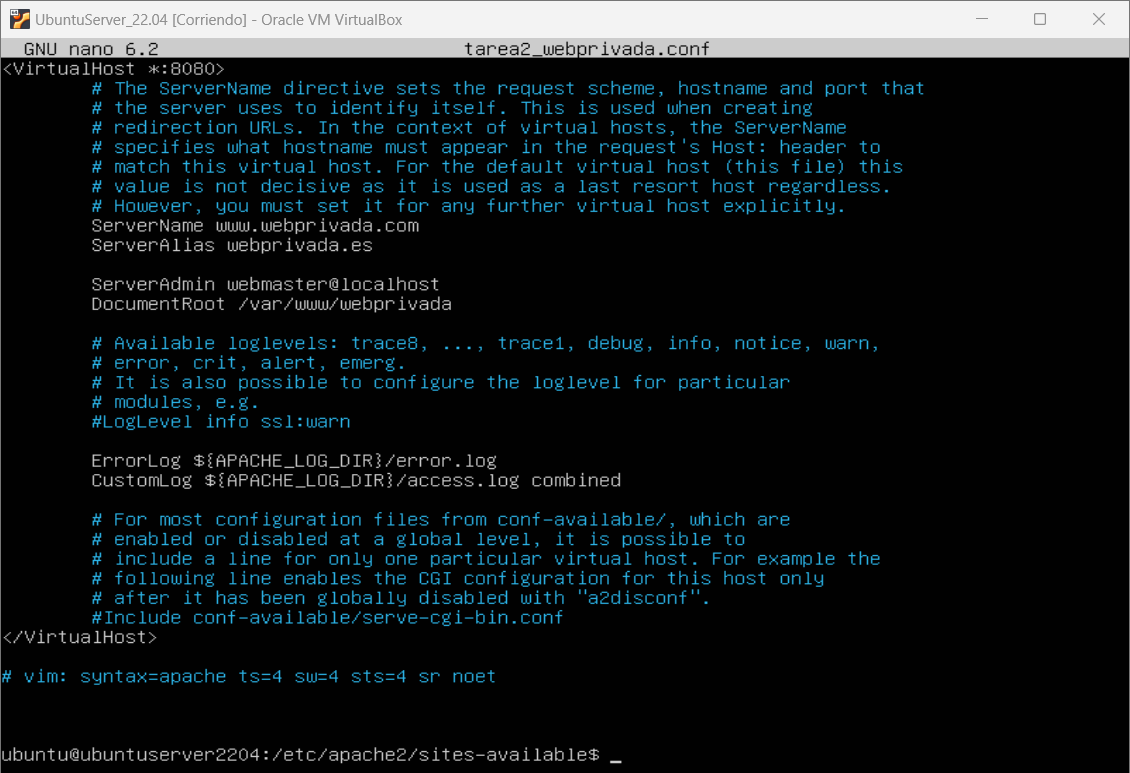 UbuntuServer_22.04 [Corriendo] - Oracle VM VirtualBox
GNU nano 6.2 tarea2_webprivada.conf
<VirtualHost *:8080>
# The ServerName directive sets the request scheme, hostname and port that
# the server uses to identify itself. This is used when creating
# redirection URLs. In the context of virtual hosts, the ServerName
# specifies what hostname must appear in the request's Host: header to
# match this virtual host. For the default virtual host (this file) this
# value is not decisive as it is used as a last resort host regardless.
# However, you must set it for any further virtual host explicitly.
ServerName www.webprivada.com
ServerAlias webprivada.es
ServerAdmin webmaster@localhost
DocumentRoot /var/www/webprivada
# Available loglevels: trace8, ..., trace1, debug, info, notice, warn,
# error, crit, alert, emerg.
# It is also possible to configure the loglevel for particular
# modules, e.g.
#LogLevel info ssl:warn
ErrorLog ${APACHE_LOG_DIR}/error.log
CustomLog ${APACHE_LOG_DIR}/access.log combined
# For most configuration files from conf-available/, which are
# enabled or disabled at a global level, it is possible to
# include a line for only one particular virtual host. For example the
# following line enables the CGI configuration for this host only
# after it has been globally disabled with "a2disconf".
#Include conf-available/serve-cgi-bin.conf
</VirtualHost>
# vim: syntax=apache ts=4 sw=4 sts=4 sr noet
ubuntu@ubuntuserver2204:/etc/apache2/sites-available$ _